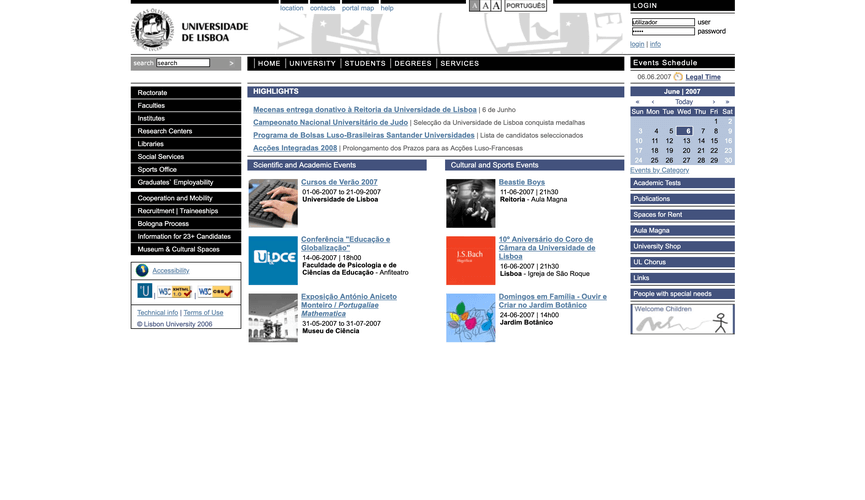 location | contacts | portal map | help
A A A PORTUGUÊS
UNIVERSIDADE
DE LISBOA
search search >
HOME | UNIVERSITY | STUDENTS | DEGREES | SERVICES
LOGIN
utilizador user
••••• password
login | info
Events Schedule
06.06.2007 Legal Time
June | 2007
« ‹ Today › »
Sun Mon Tue Wed Thu Fri Sat
1 2
3 4 5 6 7 8 9
10 11 12 13 14 15 16
17 18 19 20 21 22 23
24 25 26 27 28 29 30
Events by Category
Academic Tests
Publications
Spaces for Rent
Aula Magna
University Shop
UL Chorus
Links
People with special needs
Welcome Children
Rectorate
Faculties
Institutes
Research Centers
Libraries
Social Services
Sports Office
Graduates´ Employability
Cooperation and Mobility
Recruitment | Traineeships
Bologna Process
Information for 23+ Candidates
Museum & Cultural Spaces
Accessibility
W3C XHTML 1.0 | W3C CSS
Technical info | Terms of Use
© Lisbon University 2006
HIGHLIGHTS
Mecenas entrega donativo à Reitoria da Universidade de Lisboa | 6 de Junho
Campeonato Nacional Universitário de Judo | Selecção da Universidade de Lisboa conquista medalhas
Programa de Bolsas Luso-Brasileiras Santander Universidades | Lista de candidatos seleccionados
Acções Integradas 2008 | Prolongamento dos Prazos para as Acções Luso-Francesas
Scientific and Academic Events
Cursos de Verão 2007
01-06-2007 to 21-09-2007
Universidade de Lisboa
UIDCE
Conferência "Educação e
Globalização"
14-06-2007 | 18h00
Faculdade de Psicologia e de
Ciências da Educação - Anfiteatro
Exposição António Aniceto
Monteiro / Portugaliae
Mathematica
31-05-2007 to 31-07-2007
Museu de Ciência
Cultural and Sports Events
Beastie Boys
11-06-2007 | 21h30
Reitoria - Aula Magna
J.S.Bach
Magnificat
10º Aniversário do Coro de
Câmara da Universidade de
Lisboa
16-06-2007 | 21h30
Lisboa - Igreja de São Roque
Domingos em Família - Ouvir e
Criar no Jardim Botânico
24-06-2007 | 14h00
Jardim Botânico